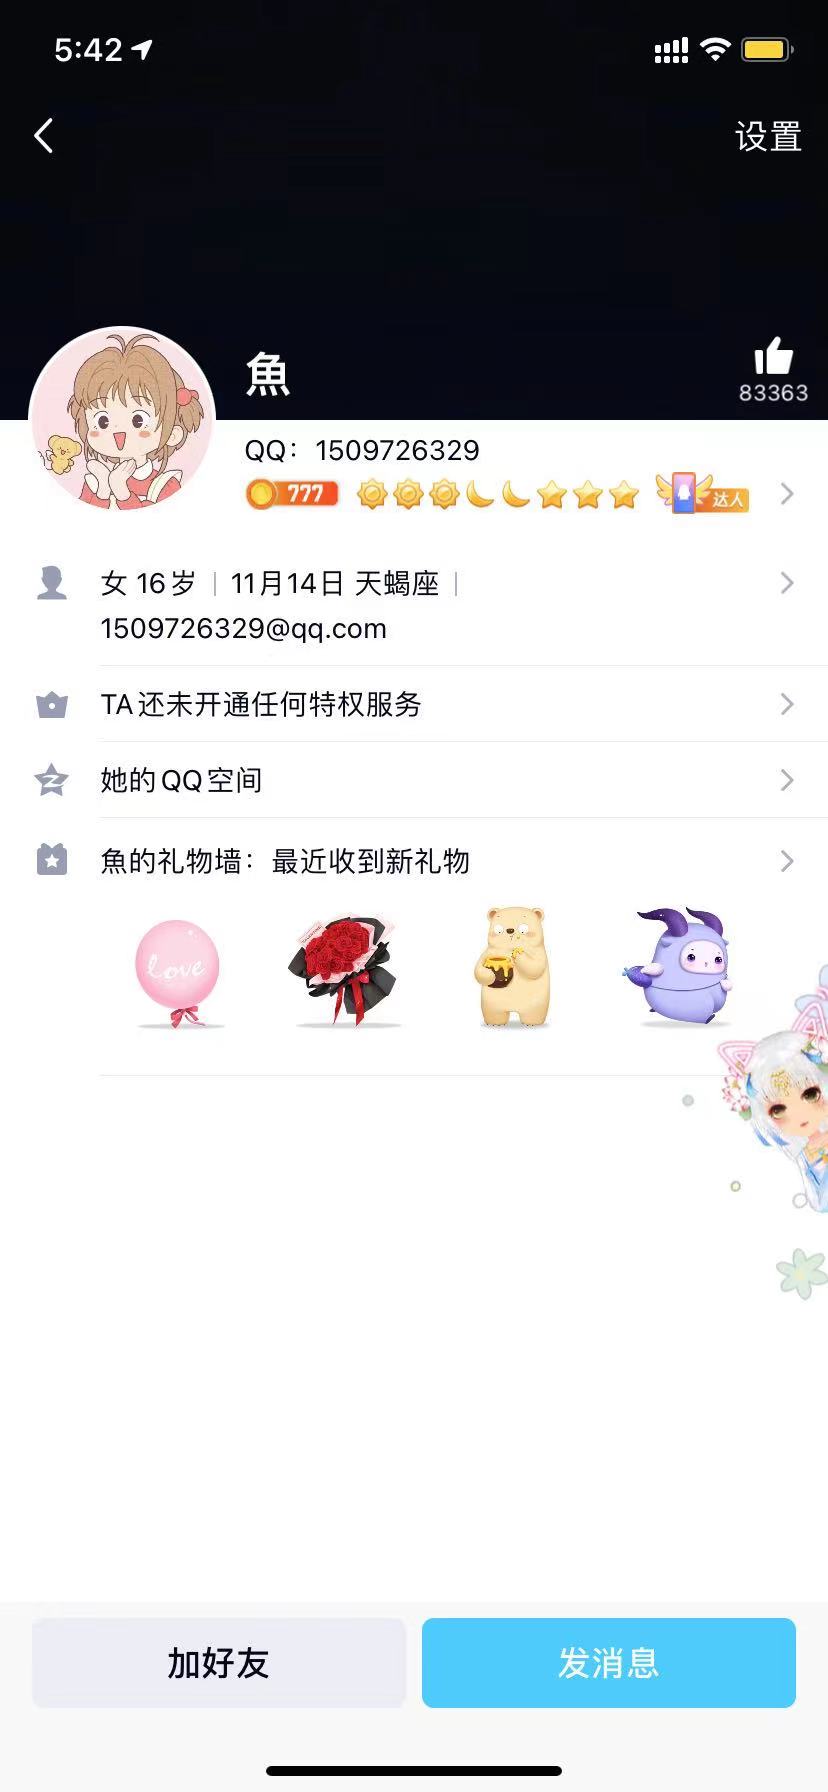 5:42
设置
魚
83363
QQ：1509726329
777
达人
女 16岁 | 11月14日 天蝎座 |
1509726329@qq.com
TA还未开通任何特权服务
她的QQ空间
魚的礼物墙：最近收到新礼物
Love
加好友
发消息